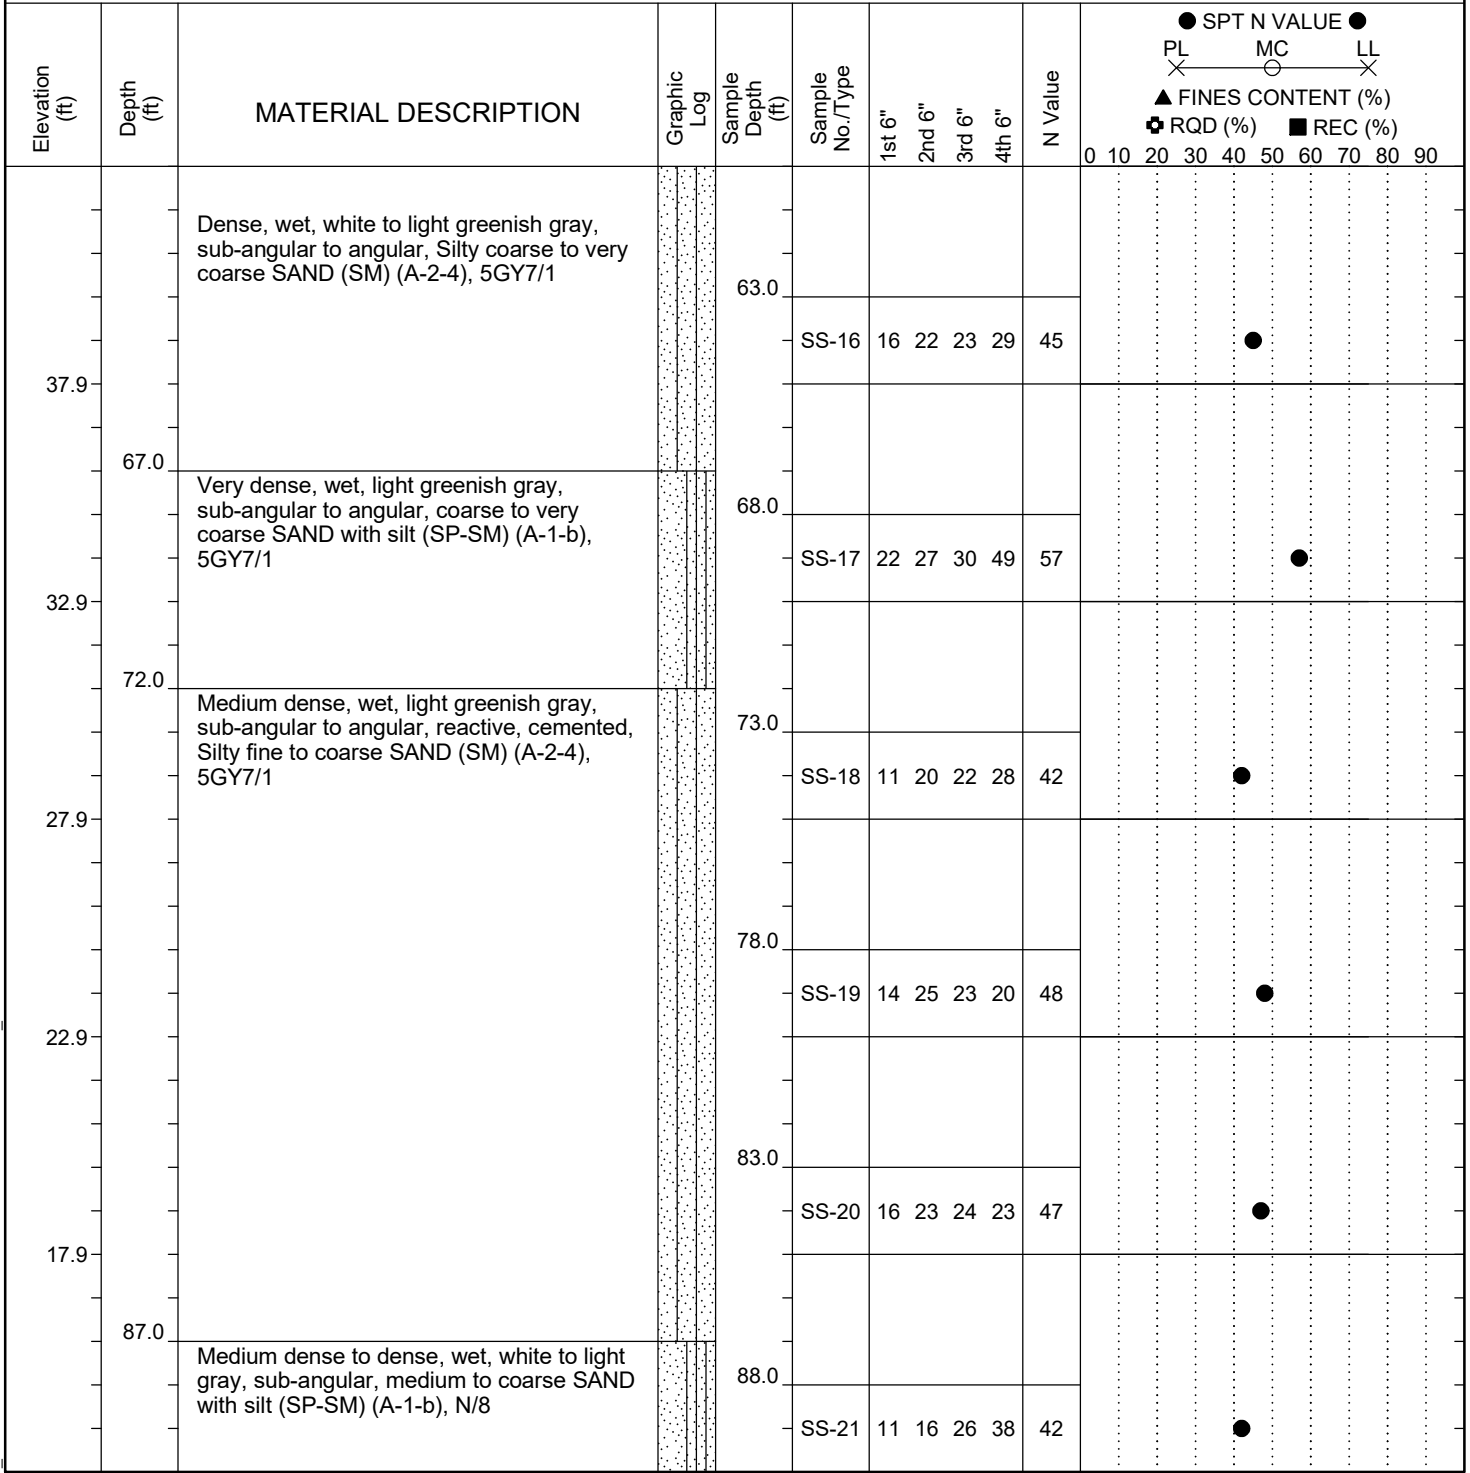 ● SPT N VALUE ●
PL MC LL
▲ FINES CONTENT (%)
RQD (%) ■ REC (%)
Elevation (ft)
Depth (ft)
MATERIAL DESCRIPTION
Graphic Log
Sample Depth (ft)
Sample No./Type
1st 6"
2nd 6"
3rd 6"
4th 6"
N Value
0 10 20 30 40 50 60 70 80 90
Dense, wet, white to light greenish gray,
sub-angular to angular, Silty coarse to very
coarse SAND (SM) (A-2-4), 5GY7/1
63.0
SS-16 16 22 23 29 45
37.9
67.0
Very dense, wet, light greenish gray,
sub-angular to angular, coarse to very
coarse SAND with silt (SP-SM) (A-1-b),
5GY7/1
68.0
SS-17 22 27 30 49 57
32.9
72.0
Medium dense, wet, light greenish gray,
sub-angular to angular, reactive, cemented,
Silty fine to coarse SAND (SM) (A-2-4),
5GY7/1
73.0
SS-18 11 20 22 28 42
27.9
78.0
SS-19 14 25 23 20 48
22.9
83.0
SS-20 16 23 24 23 47
17.9
87.0
Medium dense to dense, wet, white to light
gray, sub-angular, medium to coarse SAND
with silt (SP-SM) (A-1-b), N/8
88.0
SS-21 11 16 26 38 42